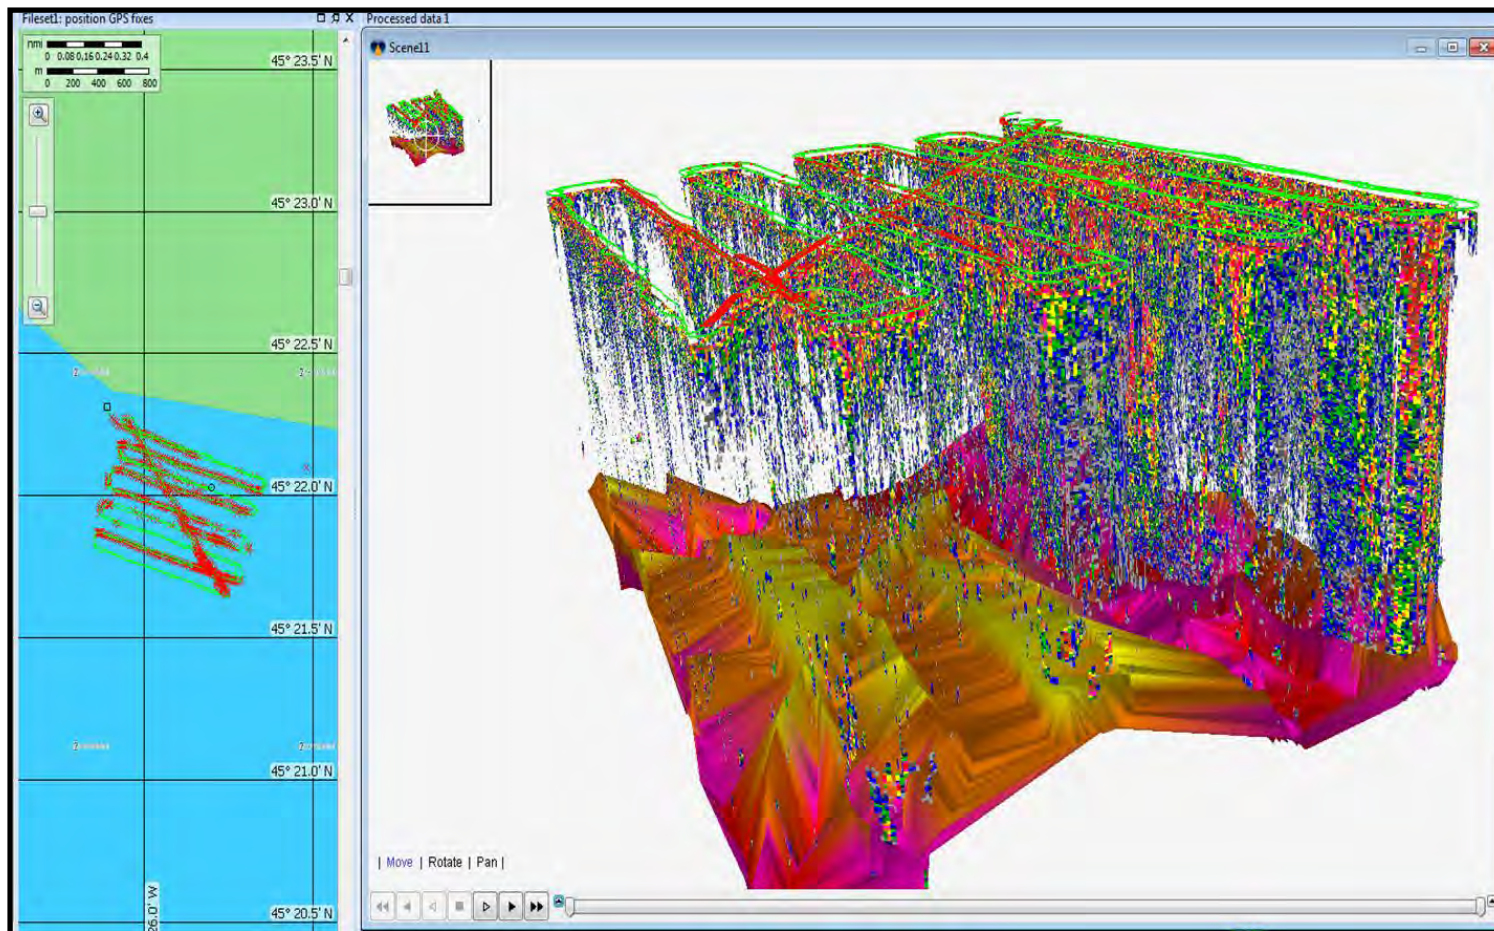 Fileset1: position GPS fixes
Processed data 1
nmi
0 0.08 0.16 0.24 0.32 0.4
m
0 200 400 600 800
45° 23.5' N
45° 23.0' N
45° 22.5' N
45° 22.0' N
45° 21.5' N
45° 21.0' N
45° 20.5' N
26.0' W
Scene11
| Move | Rotate | Pan |